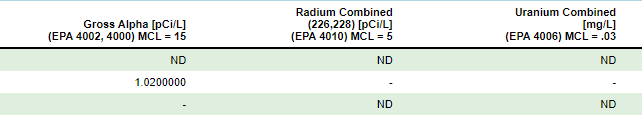 Gross Alpha [pCi/L] Radium Combined Uranium Combined
(EPA 4002, 4000) MCL = 15 (226,228) [pCi/L] [mg/L]
(EPA 4010) MCL = 5 (EPA 4006) MCL = .03
ND ND ND
1.0200000 - -
- ND ND